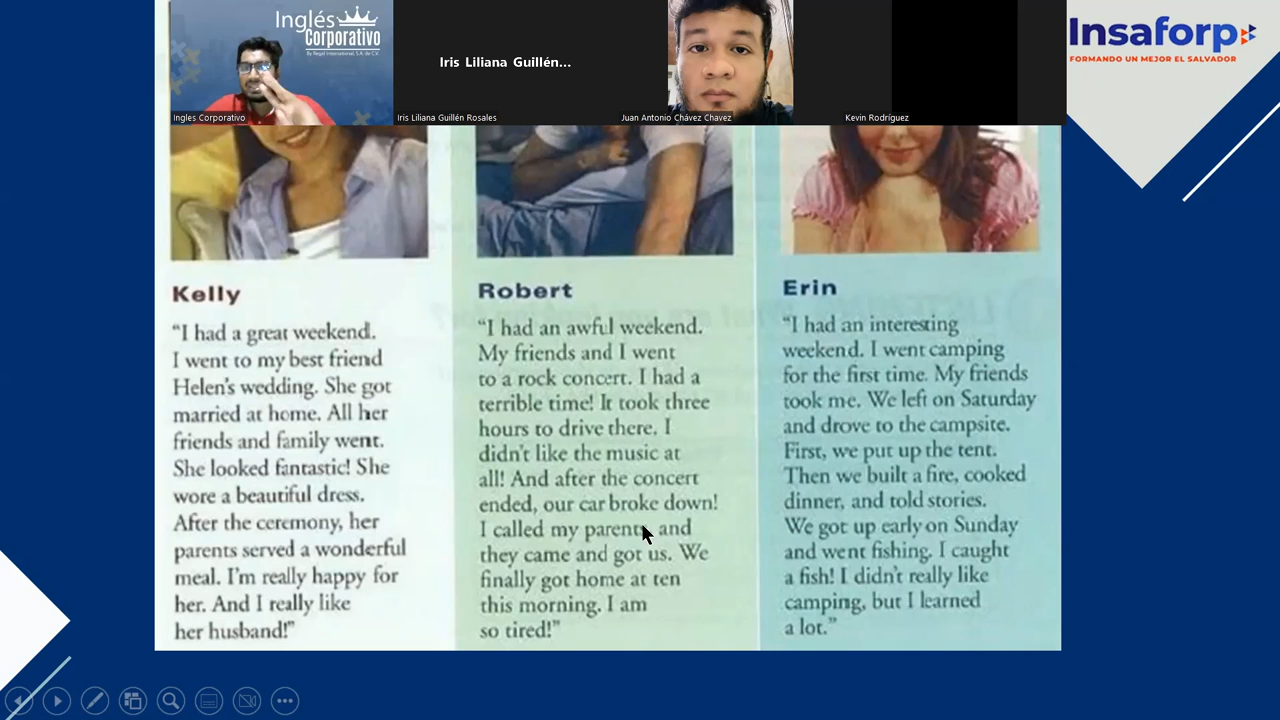 Inglés
Corporativo
By Regal International, S.A. de C.V.
Ingles Corporativo
Iris Liliana Guillén...
Iris Liliana Guillén Rosales
Juan Antonio Chávez Chavez
Kevin Rodríguez
Insaforp
FORMANDO UN MEJOR EL SALVADOR
Kelly
"I had a great weekend.
I went to my best friend
Helen's wedding. She got
married at home. All her
friends and family went.
She looked fantastic! She
wore a beautiful dress.
After the ceremony, her
parents served a wonderful
meal. I'm really happy for
her. And I really like
her husband!"
Robert
"I had an awful weekend.
My friends and I went
to a rock concert. I had a
terrible time! It took three
hours to drive there. I
didn't like the music at
all! And after the concert
ended, our car broke down!
I called my parents, and
they came and got us. We
finally got home at ten
this morning. I am
so tired!"
Erin
"I had an interesting
weekend. I went camping
for the first time. My friends
took me. We left on Saturday
and drove to the campsite.
First, we put up the tent.
Then we built a fire, cooked
dinner, and told stories.
We got up early on Sunday
and went fishing. I caught
a fish! I didn't really like
camping, but I learned
a lot."